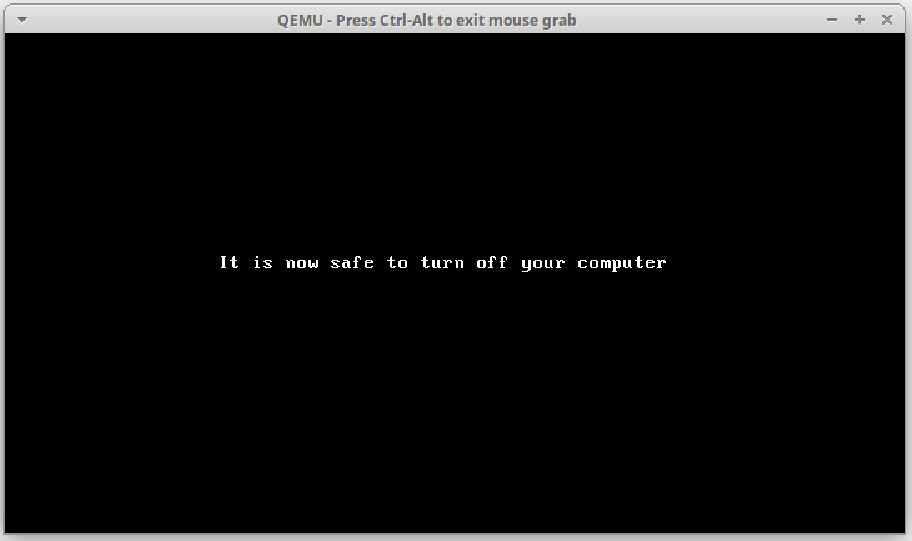 QEMU - Press Ctrl-Alt to exit mouse grab
It is now safe to turn off your computer